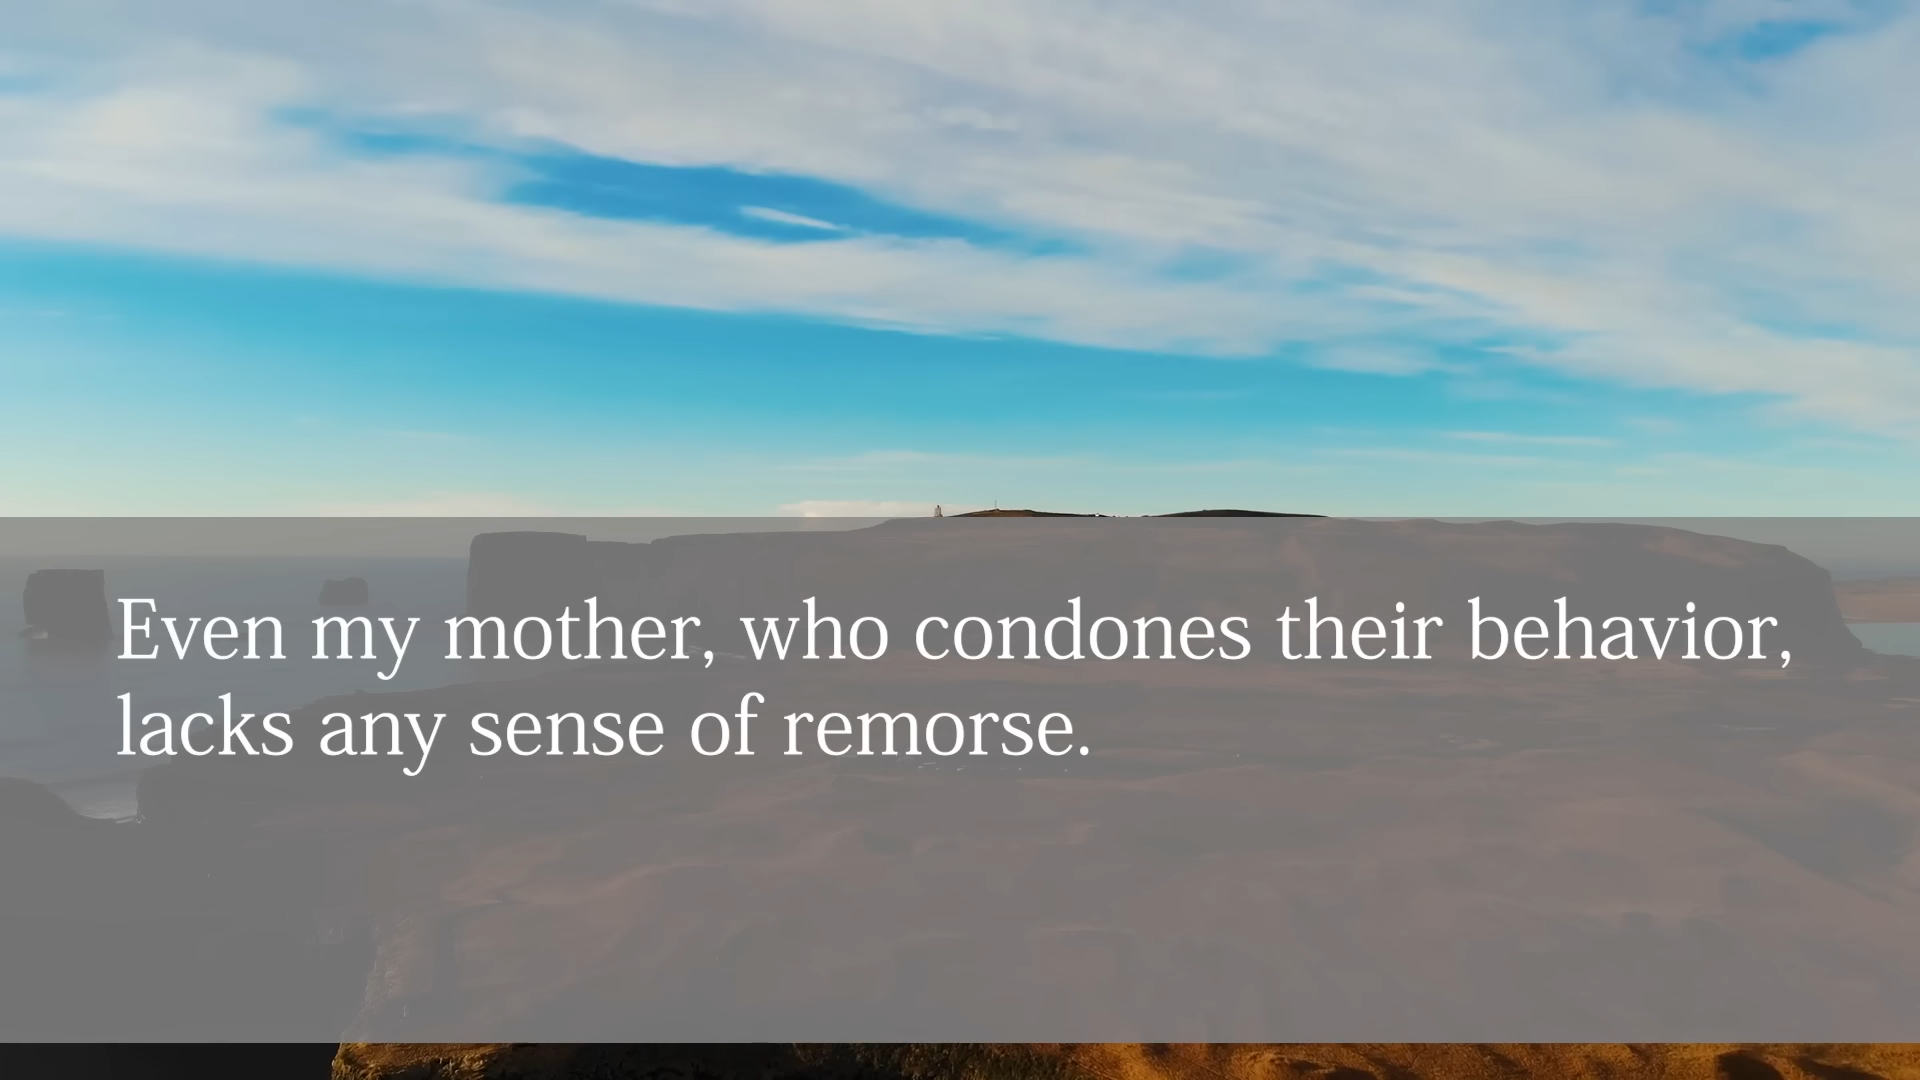 Even my mother, who condones their behavior,
lacks any sense of remorse.